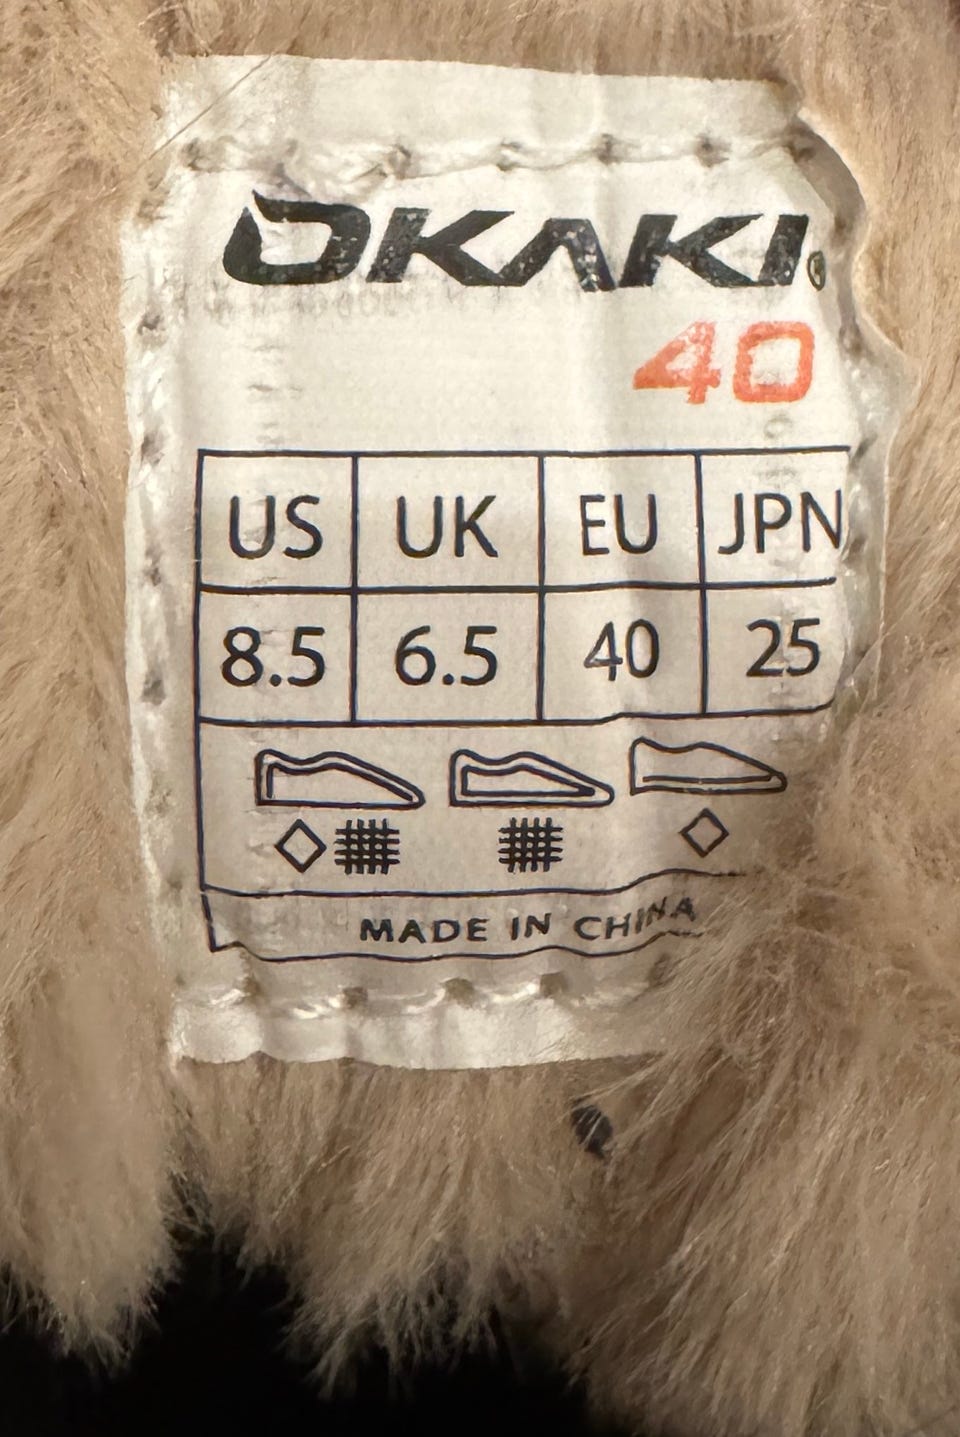 OKAKI®
40
US UK EU JPN
8.5 6.5 40 25
MADE IN CHINA